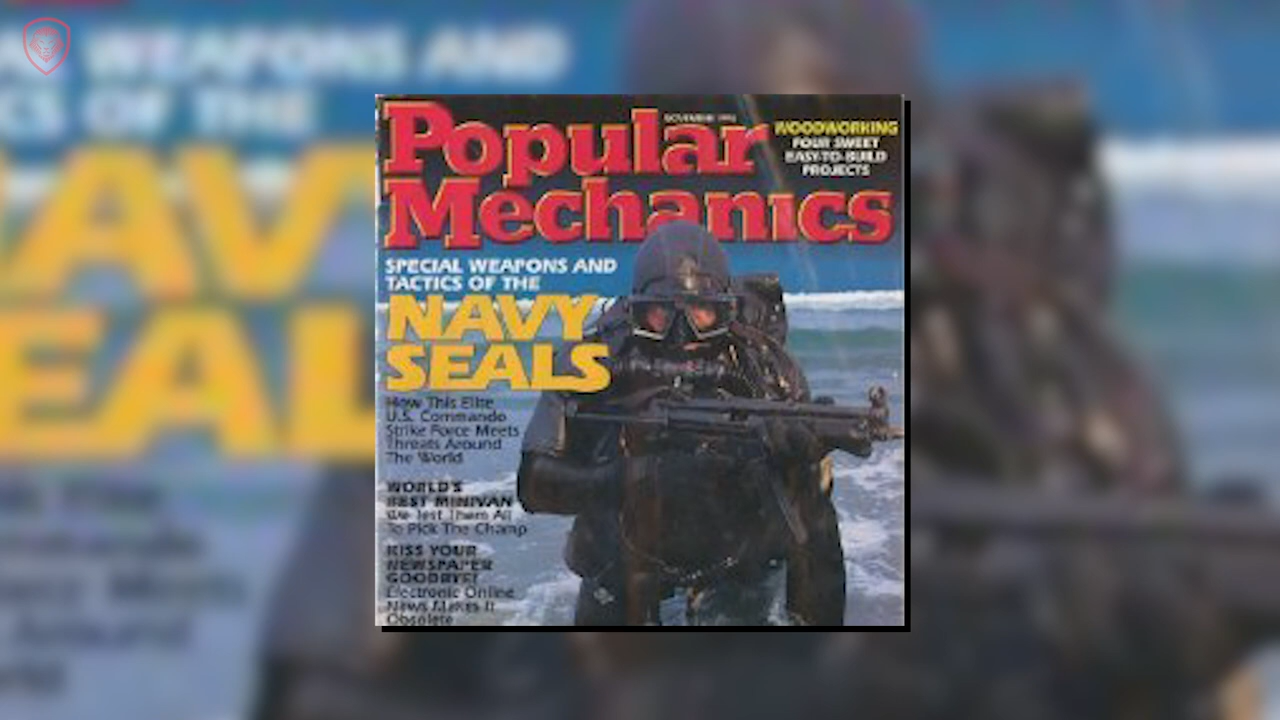 Popular
Mechanics
WOODWORKING
FOUR SWEET
EASY-TO-BUILD
PROJECTS
SPECIAL WEAPONS AND
TACTICS OF THE
NAVY
SEALS
How This Elite
U.S. Commando
Strike Force Meets
Threats Around
The World
WORLD'S
BEST MINIVAN
We Test Them All
To Pick The Champ
KISS YOUR
NEWSPAPER
GOODBYE?
Electronic Online
News Makes It
Obsolete